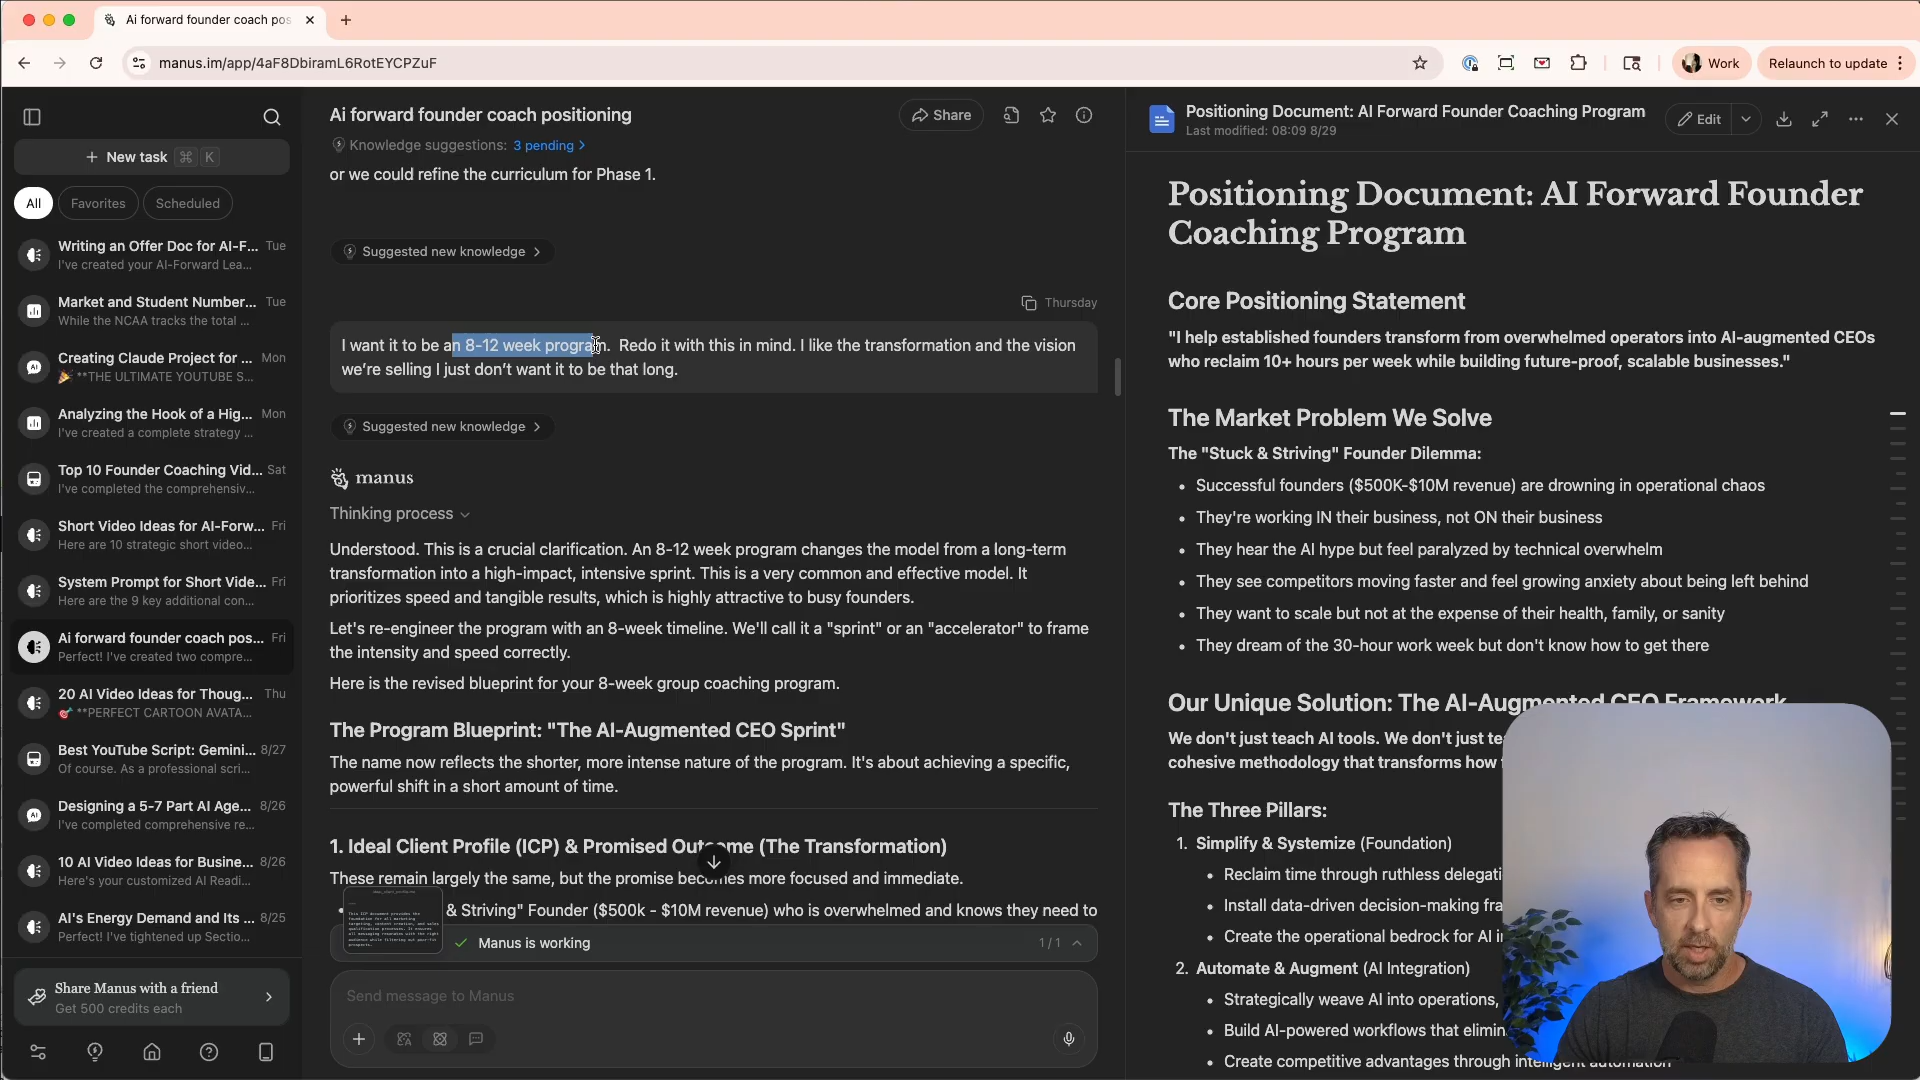 Ai forward founder coach pos
manus.im/app/4aF8DbiramL6RotEYCPZuF
Work
Relaunch to update
New task ⌘ K
All
Favorites
Scheduled
Writing an Offer Doc for AI-F... Tue
I've created your AI-Forward Lea...
Market and Student Number... Tue
While the NCAA tracks the total ...
Creating Claude Project for ... Mon
🎉 **THE ULTIMATE YOUTUBE S...
Analyzing the Hook of a Hig... Mon
I've created a complete strategy ...
Top 10 Founder Coaching Vid... Sat
I've completed the comprehensiv...
Short Video Ideas for AI-Forw... Fri
Here are 10 strategic short video...
System Prompt for Short Vide... Fri
Here are the 9 key additional con...
Ai forward founder coach pos... Fri
Perfect! I've created two compre...
20 AI Video Ideas for Thoug... Thu
🎯 **PERFECT CARTOON AVATA...
Best YouTube Script: Gemini... 8/27
Of course. As a professional scri...
Designing a 5-7 Part AI Age... 8/26
I've completed comprehensive re...
10 AI Video Ideas for Busine... 8/26
Here's your customized AI Readi...
AI's Energy Demand and Its ... 8/25
Perfect! I've tightened up Sectio...
Share Manus with a friend
Get 500 credits each
Ai forward founder coach positioning
Share
Knowledge suggestions: 3 pending
or we could refine the curriculum for Phase 1.
Suggested new knowledge
Thursday
I want it to be an 8-12 week program. Redo it with this in mind. I like the transformation and the vision
we're selling I just don't want it to be that long.
Suggested new knowledge
manus
Thinking process
Understood. This is a crucial clarification. An 8-12 week program changes the model from a long-term
transformation into a high-impact, intensive sprint. This is a very common and effective model. It
prioritizes speed and tangible results, which is highly attractive to busy founders.
Let's re-engineer the program with an 8-week timeline. We'll call it a "sprint" or an "accelerator" to frame
the intensity and speed correctly.
Here is the revised blueprint for your 8-week group coaching program.
The Program Blueprint: "The AI-Augmented CEO Sprint"
The name now reflects the shorter, more intense nature of the program. It's about achieving a specific,
powerful shift in a short amount of time.
1. Ideal Client Profile (ICP) & Promised Outcome (The Transformation)
These remain largely the same, but the promise becomes more focused and immediate.
& Striving" Founder ($500k - $10M revenue) who is overwhelmed and knows they need to
This ICP document provides the
foundation for all marketing
Manus is working
1 / 1
Send message to Manus
Positioning Document: AI Forward Founder Coaching Program
Last modified: 08:09 8/29
Edit
Positioning Document: AI Forward Founder
Coaching Program
Core Positioning Statement
"I help established founders transform from overwhelmed operators into AI-augmented CEOs
who reclaim 10+ hours per week while building future-proof, scalable businesses."
The Market Problem We Solve
The "Stuck & Striving" Founder Dilemma:
• Successful founders ($500K-$10M revenue) are drowning in operational chaos
• They're working IN their business, not ON their business
• They hear the AI hype but feel paralyzed by technical overwhelm
• They see competitors moving faster and feel growing anxiety about being left behind
• They want to scale but not at the expense of their health, family, or sanity
• They dream of the 30-hour work week but don't know how to get there
Our Unique Solution: The AI-Augmented CEO Framework
We don't just teach AI tools. We don't just te
cohesive methodology that transforms how
The Three Pillars:
1. Simplify & Systemize (Foundation)
• Reclaim time through ruthless delegati
• Install data-driven decision-making fra
• Create the operational bedrock for AI i
2. Automate & Augment (AI Integration)
• Strategically weave AI into operations,
• Build AI-powered workflows that elimin
• Create competitive advantages through intelligent automation